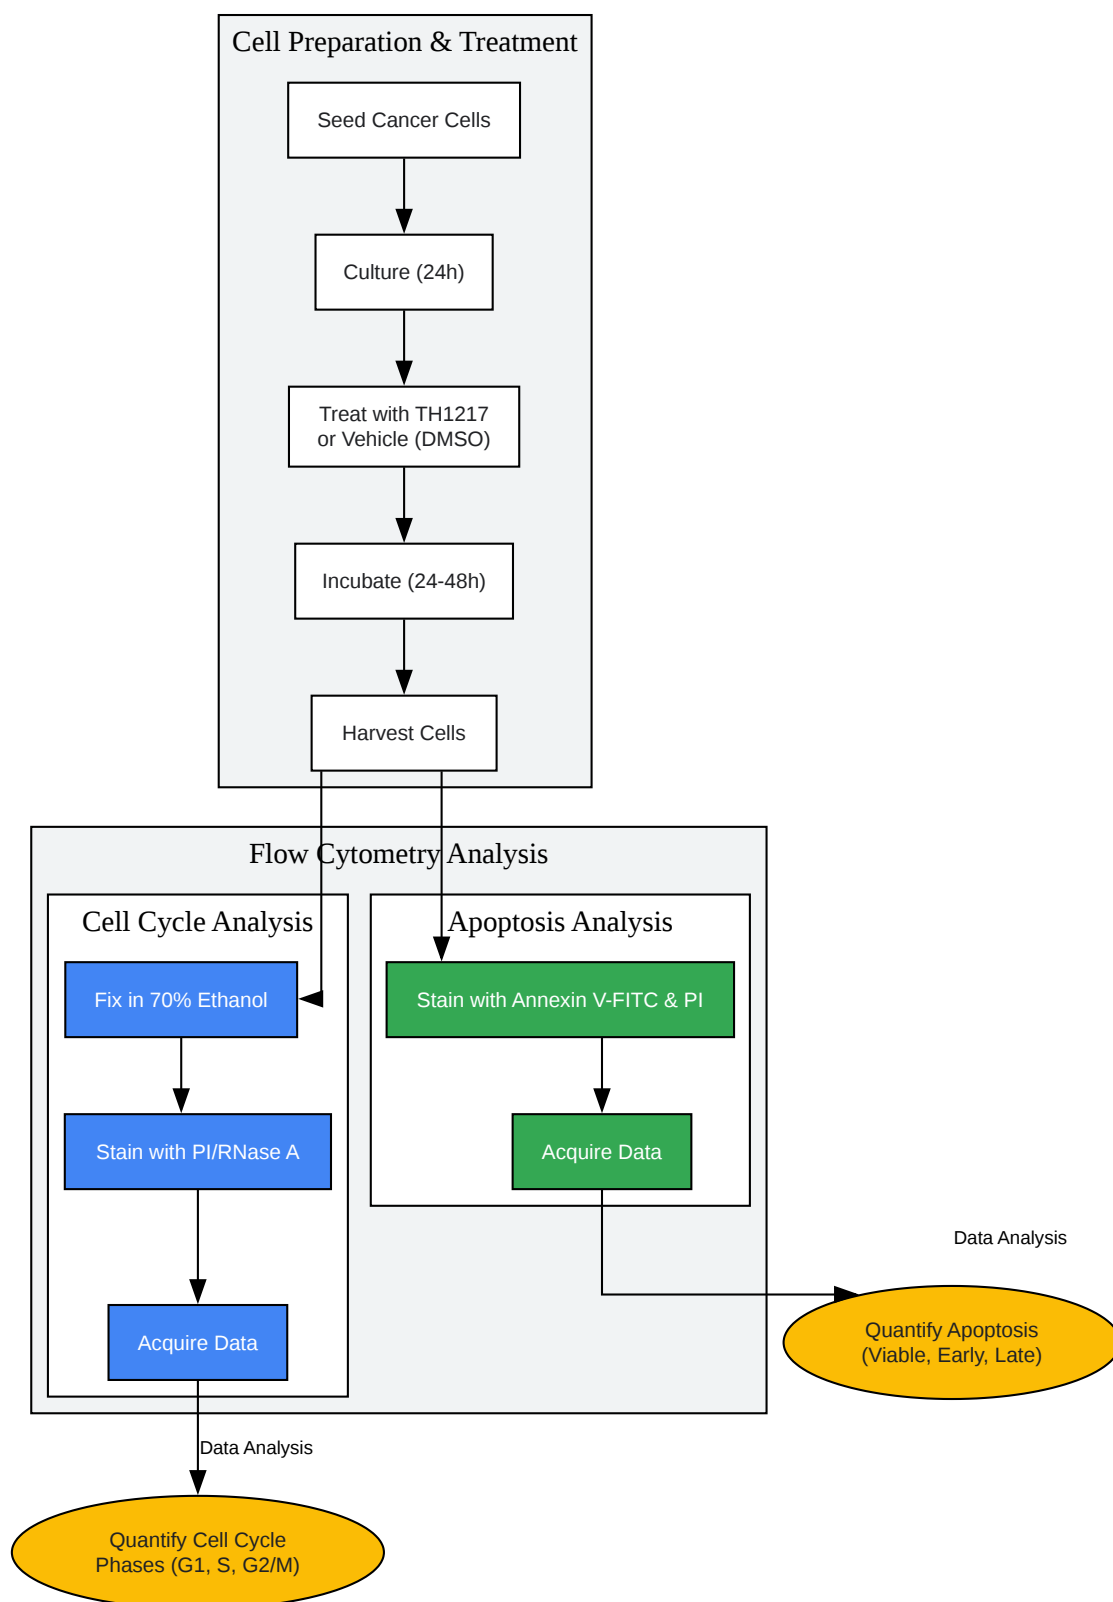 Cell Preparation & Treatment
Seed Cancer Cells
Culture (24h)
Treat with TH1217
or Vehicle (DMSO)
Incubate (24-48h)
Harvest Cells
Flow Cytometry Analysis
Cell Cycle Analysis
Fix in 70% Ethanol
Stain with PI/RNase A
Acquire Data
Data Analysis
Quantify Cell Cycle
Phases (G1, S, G2/M)
Apoptosis Analysis
Stain with Annexin V-FITC & PI
Acquire Data
Data Analysis
Quantify Apoptosis
(Viable, Early, Late)